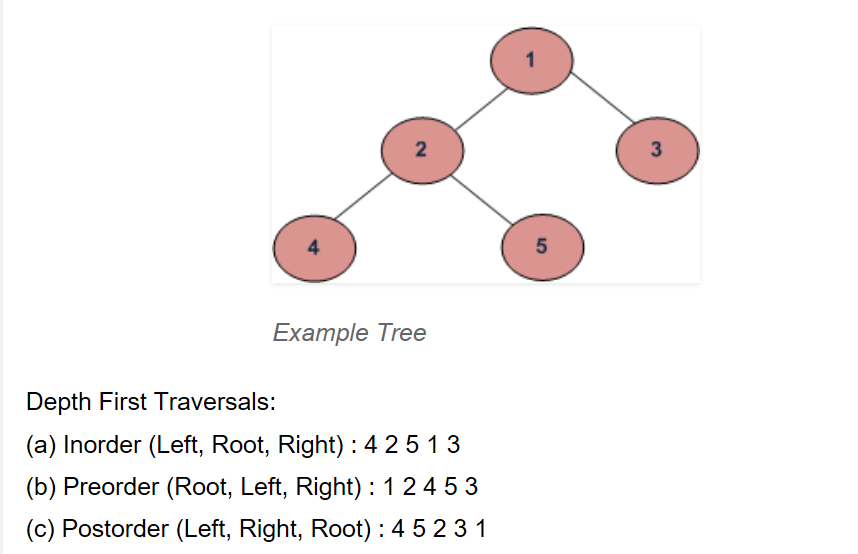 1
2
3
4
5
Example Tree
Depth First Traversals:
(a) Inorder (Left, Root, Right) : 4 2 5 1 3
(b) Preorder (Root, Left, Right) : 1 2 4 5 3
(c) Postorder (Left, Right, Root) : 4 5 2 3 1